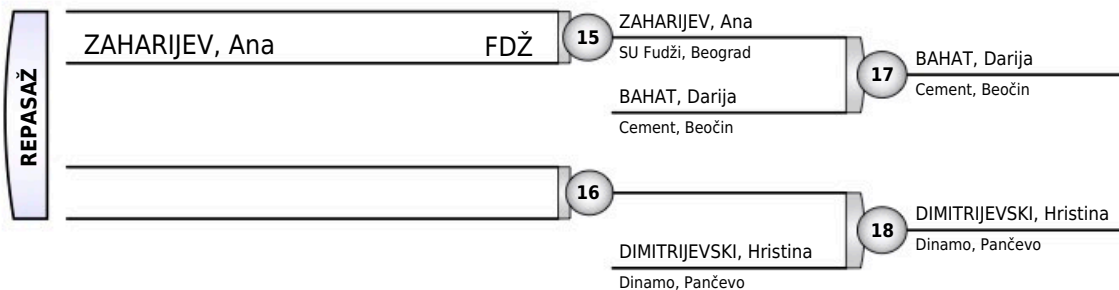 REPASAŽ
ZAHARIJEV, Ana FDŽ
15
ZAHARIJEV, Ana
SU Fudži, Beograd
BAHAT, Darija
Cement, Beočin
17
BAHAT, Darija
Cement, Beočin
16
DIMITRIJEVSKI, Hristina
Dinamo, Pančevo
18
DIMITRIJEVSKI, Hristina
Dinamo, Pančevo